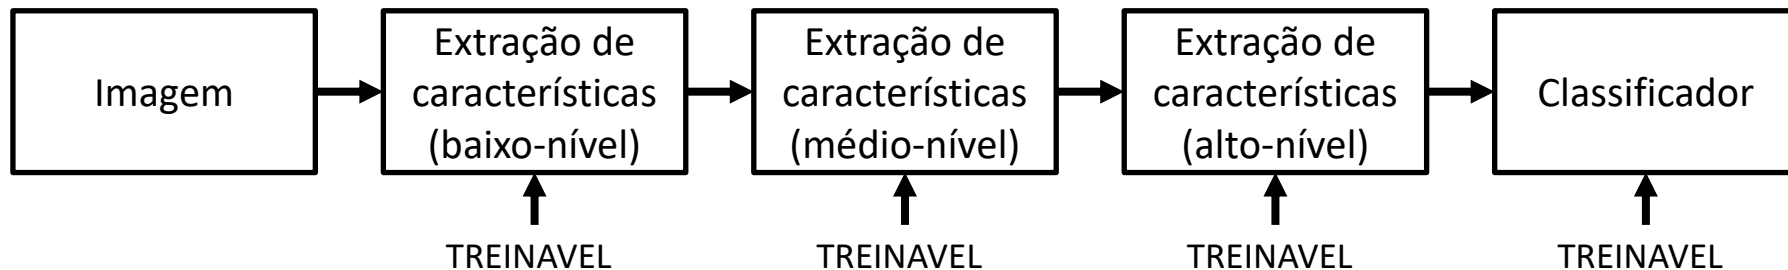 Imagem
Extração de
características
(baixo-nível)
Extração de
características
(médio-nível)
Extração de
características
(alto-nível)
Classificador
TREINAVEL
TREINAVEL
TREINAVEL
TREINAVEL